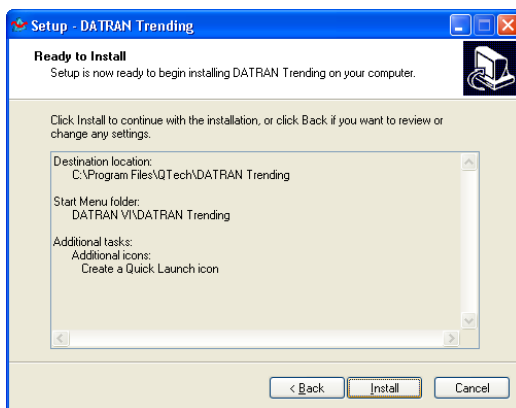 Setup - DATRAN Trending
Ready to Install
Setup is now ready to begin installing DATRAN Trending on your computer.
Click Install to continue with the installation, or click Back if you want to review or
change any settings.
Destination location:
C:\Program Files\QTech\DATRAN Trending
Start Menu folder:
DATRAN VI\DATRAN Trending
Additional tasks:
Additional icons:
Create a Quick Launch icon
< Back
Install
Cancel